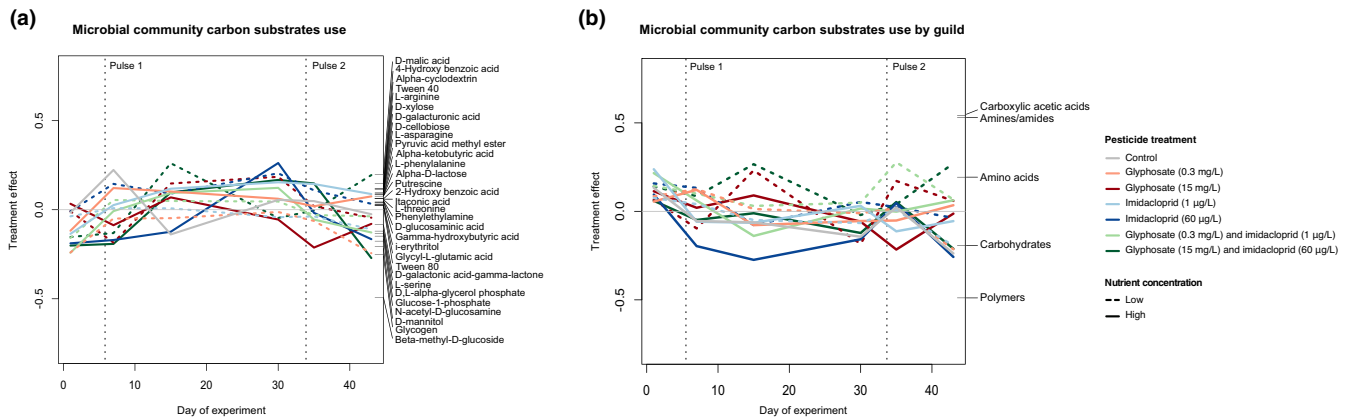 (a)
Microbial community carbon substrates use
Pulse 1
Pulse 2
Treatment effect
0.5
0.0
-0.5
0
10
20
30
40
Day of experiment
D-malic acid
4-Hydroxy benzoic acid
Alpha-cyclodextrin
Tween 40
L-arginine
D-xylose
D-galacturonic acid
D-cellobiose
L-asparagine
Pyruvic acid methyl ester
Alpha-ketobutyric acid
L-phenylalanine
Alpha-D-lactose
Putrescine
2-Hydroxy benzoic acid
Itaconic acid
L-threonine
Phenylethylamine
D-glucosaminic acid
Gamma-hydroxybutyric acid
i-erythritol
Glycyl-L-glutamic acid
Tween 80
D-galactonic acid-gamma-lactone
L-serine
D,L-alpha-glycerol phosphate
Glucose-1-phosphate
N-acetyl-D-glucosamine
D-mannitol
Glycogen
Beta-methyl-D-glucoside
(b)
Microbial community carbon substrates use by guild
Pulse 1
Pulse 2
Treatment effect
0.5
0.0
-0.5
0
10
20
30
40
Day of experiment
Carboxylic acetic acids
Amines/amides
Amino acids
Carbohydrates
Polymers
Pesticide treatment
Control
Glyphosate (0.3 mg/L)
Glyphosate (15 mg/L)
Imidacloprid (1 µg/L)
Imidacloprid (60 µg/L)
Glyphosate (0.3 mg/L) and imidacloprid (1 µg/L)
Glyphosate (15 mg/L) and imidacloprid (60 µg/L)
Nutrient concentration
Low
High